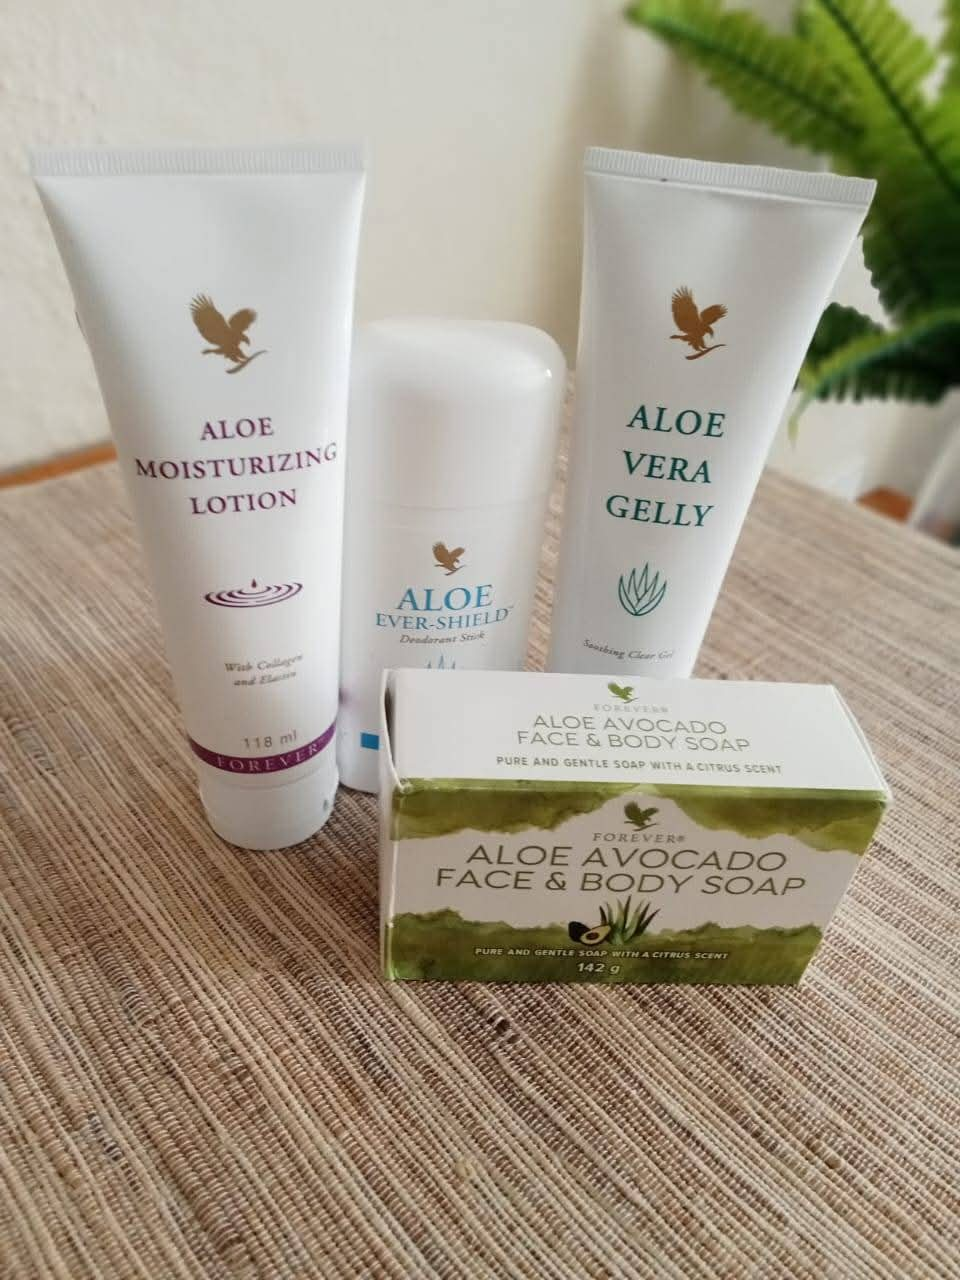 ALOE
MOISTURIZING
LOTION
With Collagen
and Elastin
118 ml
FOREVER
ALOE
EVER-SHIELD™
Deodorant Stick
ALOE
VERA
GELLY
Soothing Clear Gel
FOREVER®
ALOE AVOCADO
FACE & BODY SOAP
PURE AND GENTLE SOAP WITH A CITRUS SCENT
FOREVER®
ALOE AVOCADO
FACE & BODY SOAP
PURE AND GENTLE SOAP WITH A CITRUS SCENT
142 g